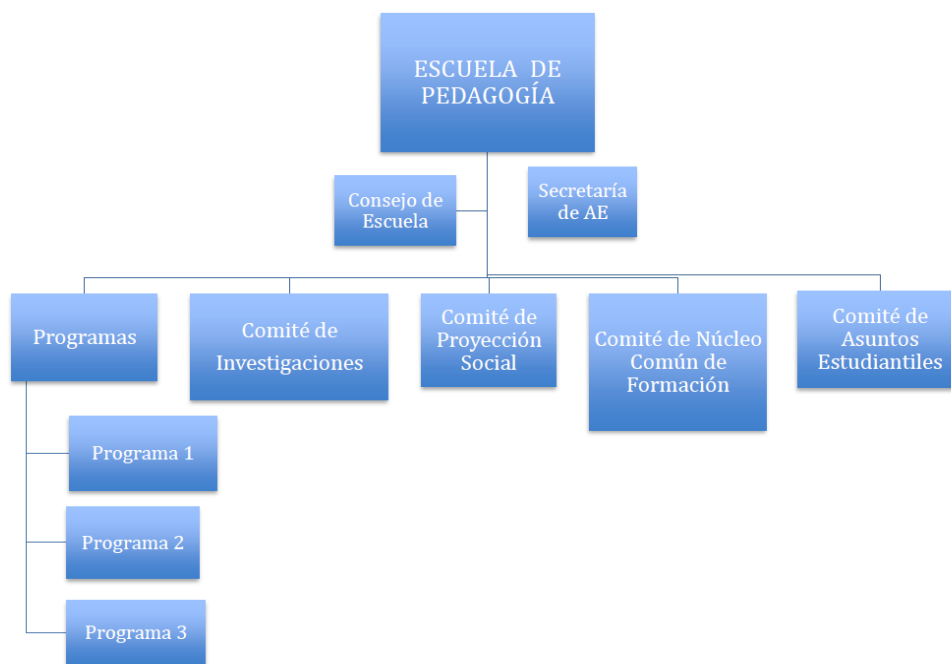 ESCUELA DE
PEDAGOGÍA
Consejo de
Escuela
Secretaría
de AE
Programas
Comité de
Investigaciones
Comité de
Proyección
Social
Comité de Núcleo
Común de
Formación
Comité de
Asuntos
Estudiantiles
Programa 1
Programa 2
Programa 3